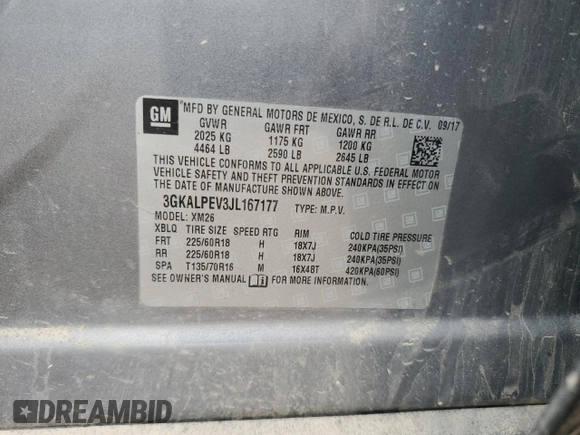 GM
MFD BY GENERAL MOTORS DE MEXICO, S. DE R.L. DE C.V. 09/17
GVWR GAWR FRT GAWR RR
2025 KG 1175 KG 1200 KG
4464 LB 2590 LB 2645 LB
THIS VEHICLE CONFORMS TO ALL APPLICABLE U.S. FEDERAL MOTOR
VEHICLE SAFETY AND THEFT PREVENTION STANDARDS IN EFFECT ON
THE DATE OF MANUFACTURE SHOWN ABOVE.
3GKALPEV3JL167177 TYPE: M.P.V.
MODEL: XM26
XBLQ TIRE SIZE SPEED RTG RIM COLD TIRE PRESSURE
FRT 225/60R18 H 18X7J 240KPA(35PSI)
RR 225/60R18 H 18X7J 240KPA(35PSI)
SPA T135/70R16 M 16X4BT 420KPA(60PSI)
SEE OWNER'S MANUAL FOR MORE INFORMATION.
DREAMBID